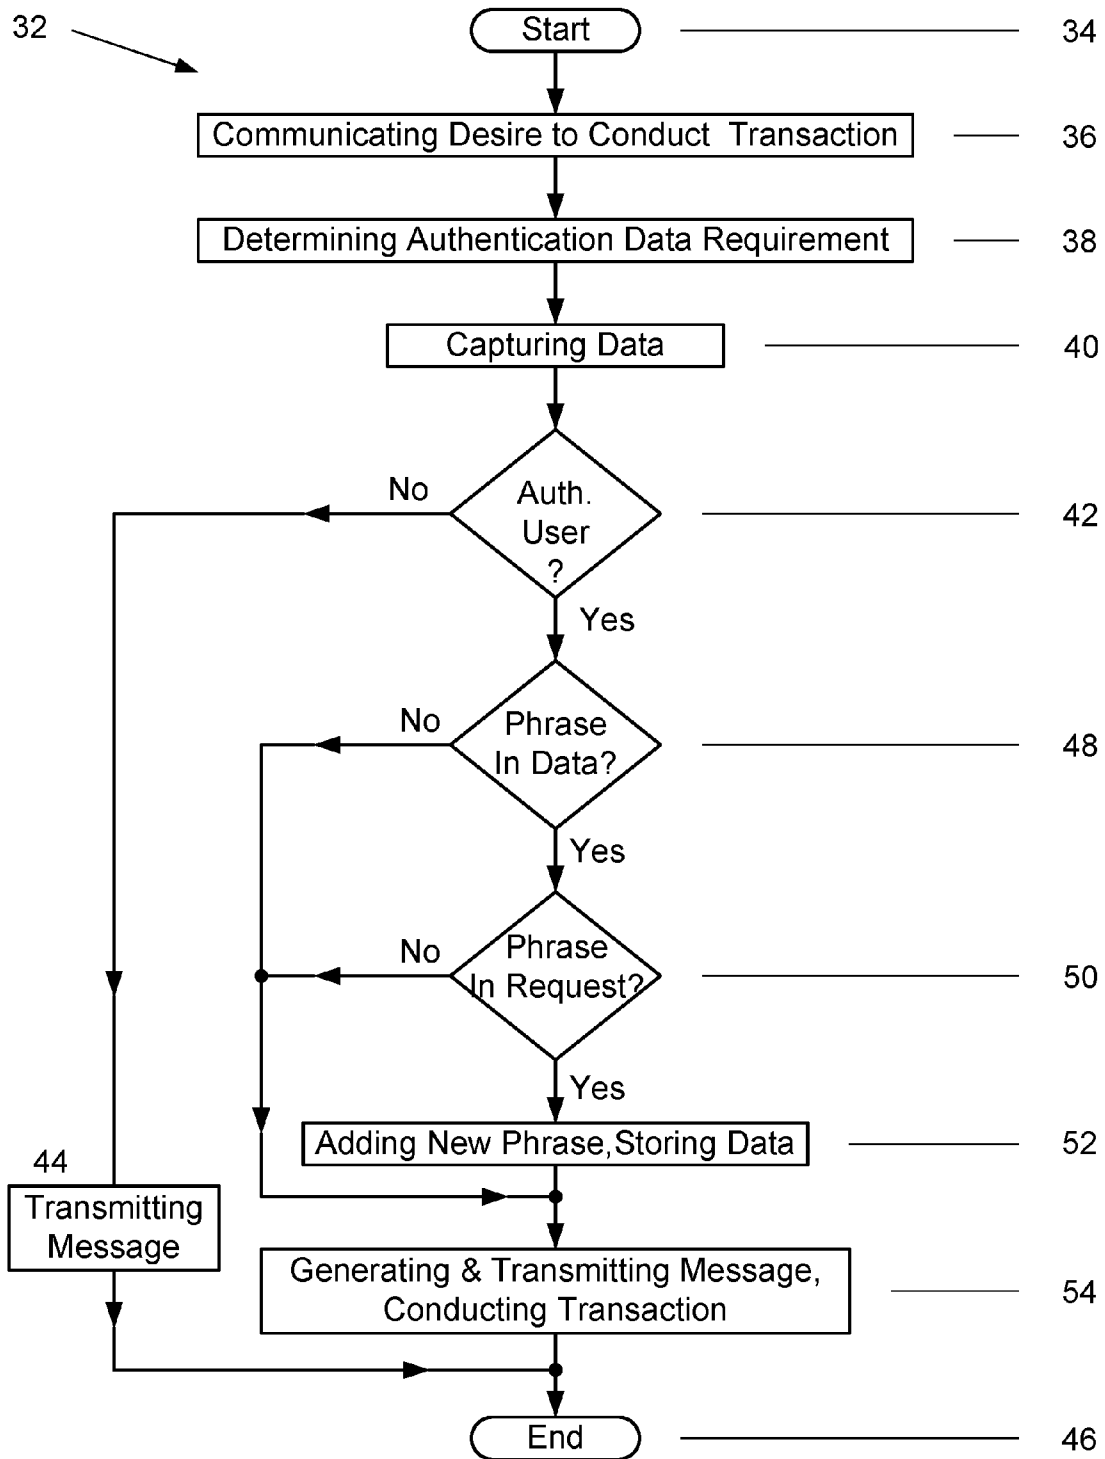 32
Start
34
Communicating Desire to Conduct Transaction
36
Determining Authentication Data Requirement
38
Capturing Data
40
No
Auth.
User
?
42
Yes
No
Phrase
In Data?
48
Yes
No
Phrase
In Request?
50
Yes
Adding New Phrase,Storing Data
52
44
Transmitting
Message
Generating & Transmitting Message,
Conducting Transaction
54
End
46